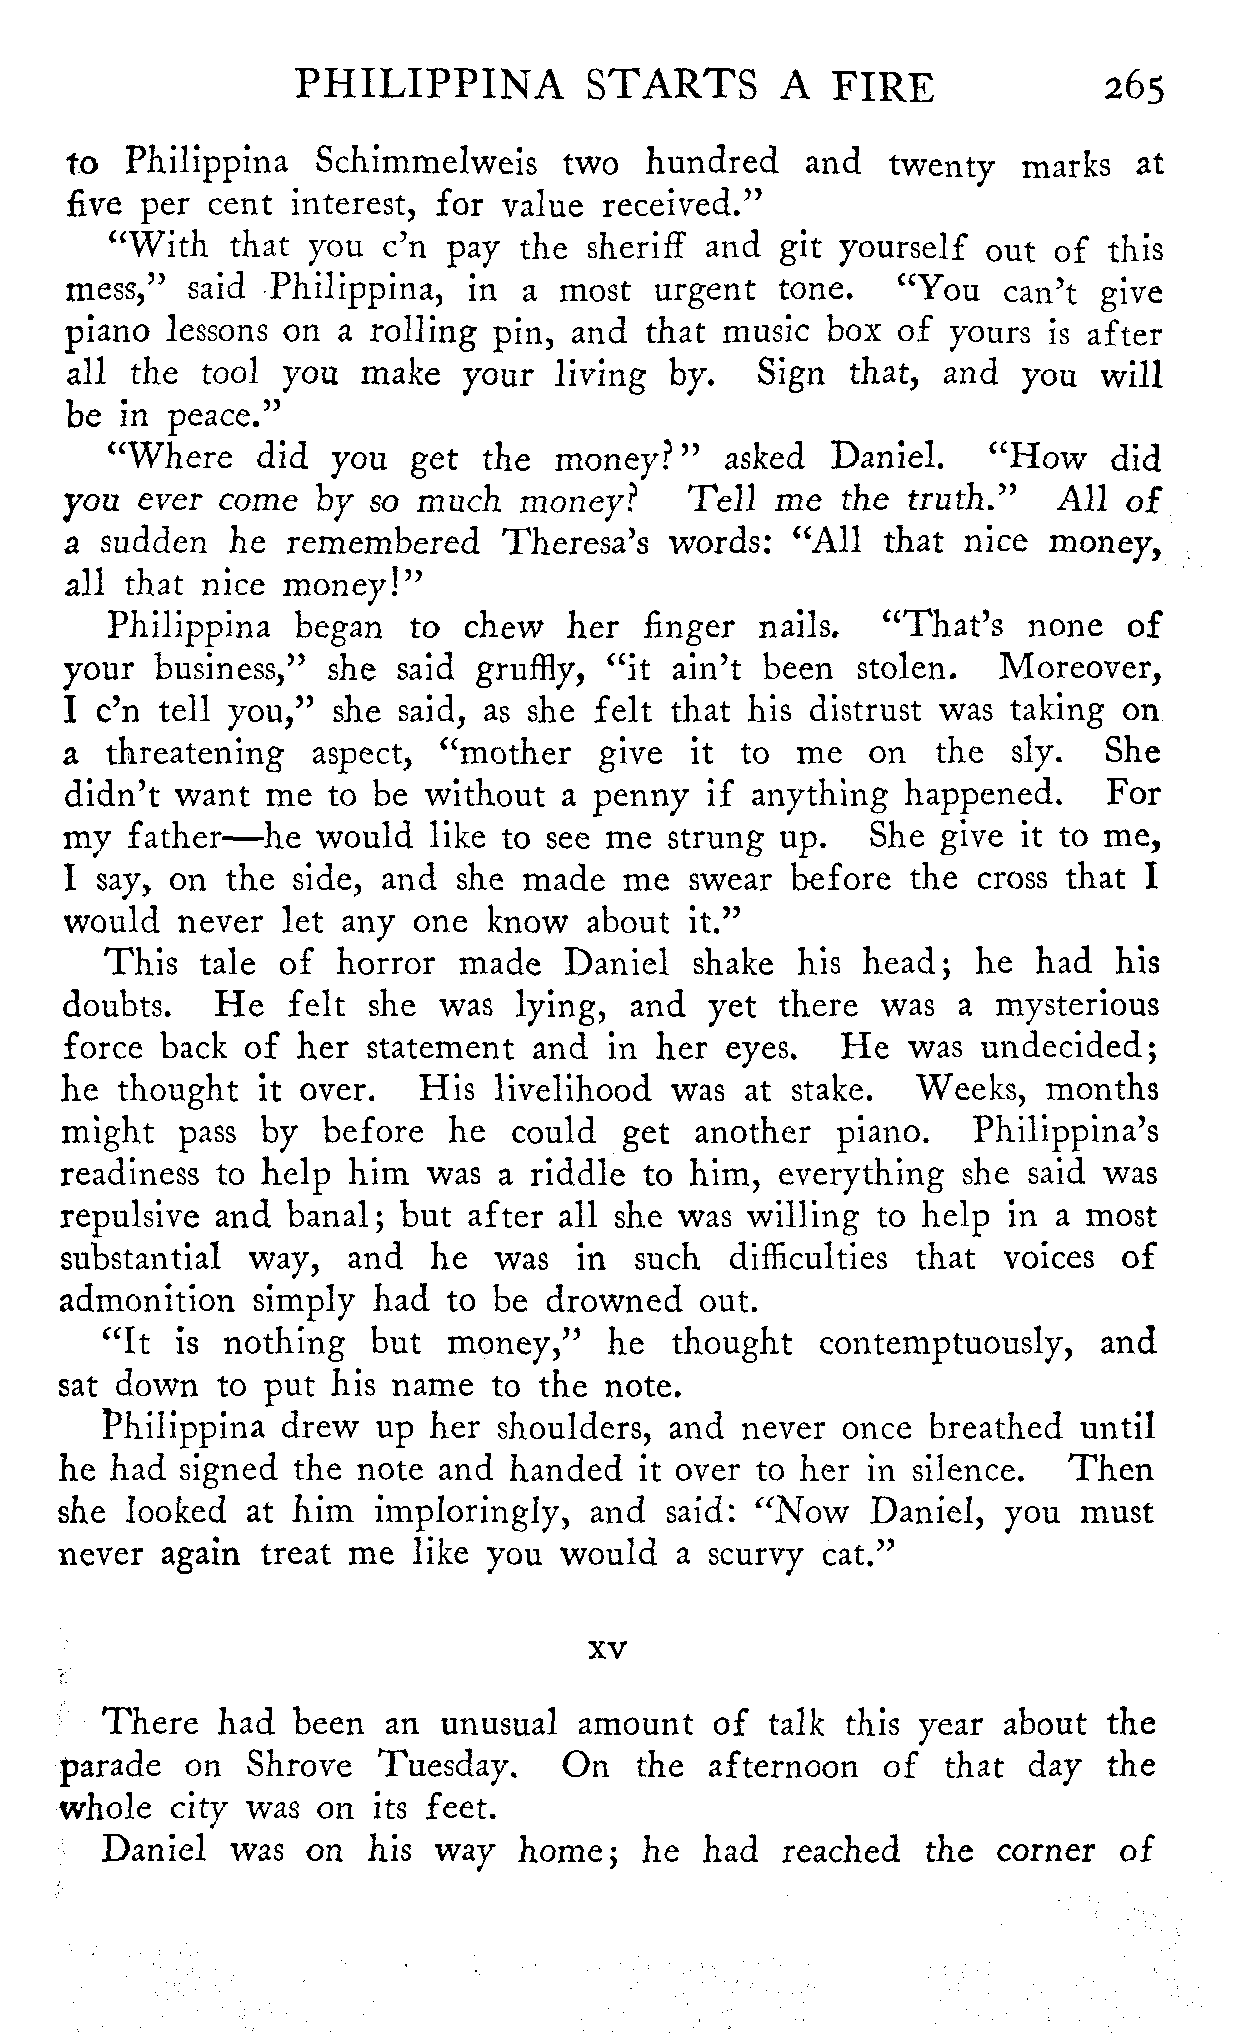 PHILIPPINA STARTS A FIRE 265
to Philippina Schimmelweis two hundred and twenty marks at
five per cent interest, for value received."
"With that you c'n pay the sheriff and git yourself out of this
mess," said Philippina, in a most urgent tone. "You can't give
piano lessons on a rolling pin, and that music box of yours is after
all the tool you make your living by. Sign that, and you will
be in peace."
"Where did you get the money?" asked Daniel. "How did
you ever come by so much money? Tell me the truth." All of
a sudden he remembered Theresa's words: "All that nice money,
all that nice money!"
Philippina began to chew her finger nails. "That's none of
your business," she said gruffly, "it ain't been stolen. Moreover,
I c'n tell you," she said, as she felt that his distrust was taking on
a threatening aspect, "mother give it to me on the sly. She
didn't want me to be without a penny if anything happened. For
my father—he would like to see me strung up. She give it to me,
I say, on the side, and she made me swear before the cross that I
would never let any one know about it."
This tale of horror made Daniel shake his head; he had his
doubts. He felt she was lying, and yet there was a mysterious
force back of her statement and in her eyes. He was undecided;
he thought it over. His livelihood was at stake. Weeks, months
might pass by before he could get another piano. Philippina's
readiness to help him was a riddle to him, everything she said was
repulsive and banal; but after all she was willing to help in a most
substantial way, and he was in such difficulties that voices of
admonition simply had to be drowned out.
"It is nothing but money," he thought contemptuously, and
sat down to put his name to the note.
Philippina drew up her shoulders, and never once breathed until
he had signed the note and handed it over to her in silence. Then
she looked at him imploringly, and said: "Now Daniel, you must
never again treat me like you would a scurvy cat."
XV
There had been an unusual amount of talk this year about the
parade on Shrove Tuesday. On the afternoon of that day the
whole city was on its feet.
Daniel was on his way home; he had reached the corner of